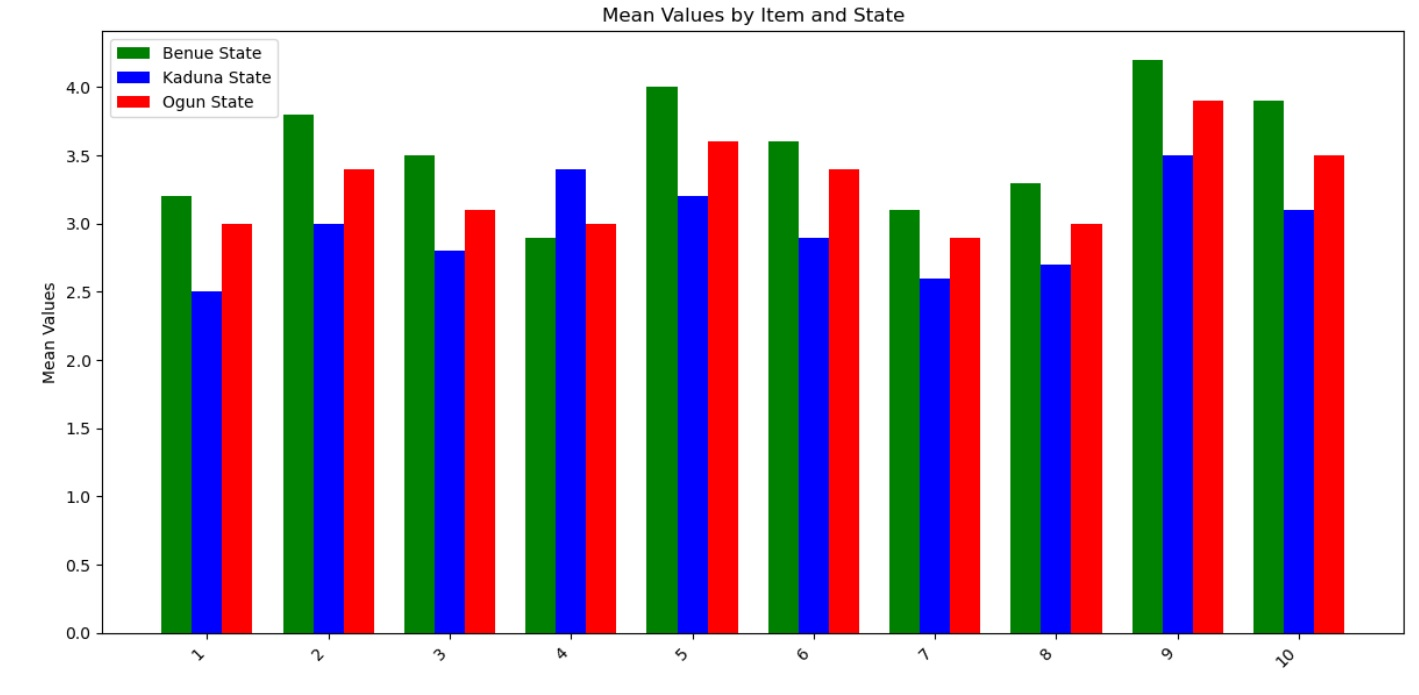 Mean Values by Item and State
Benue State
Kaduna State
Ogun State
Mean Values
4.0
3.5
3.0
2.5
2.0
1.5
1.0
0.5
0.0
1 2 3 4 5 6 7 8 9 10